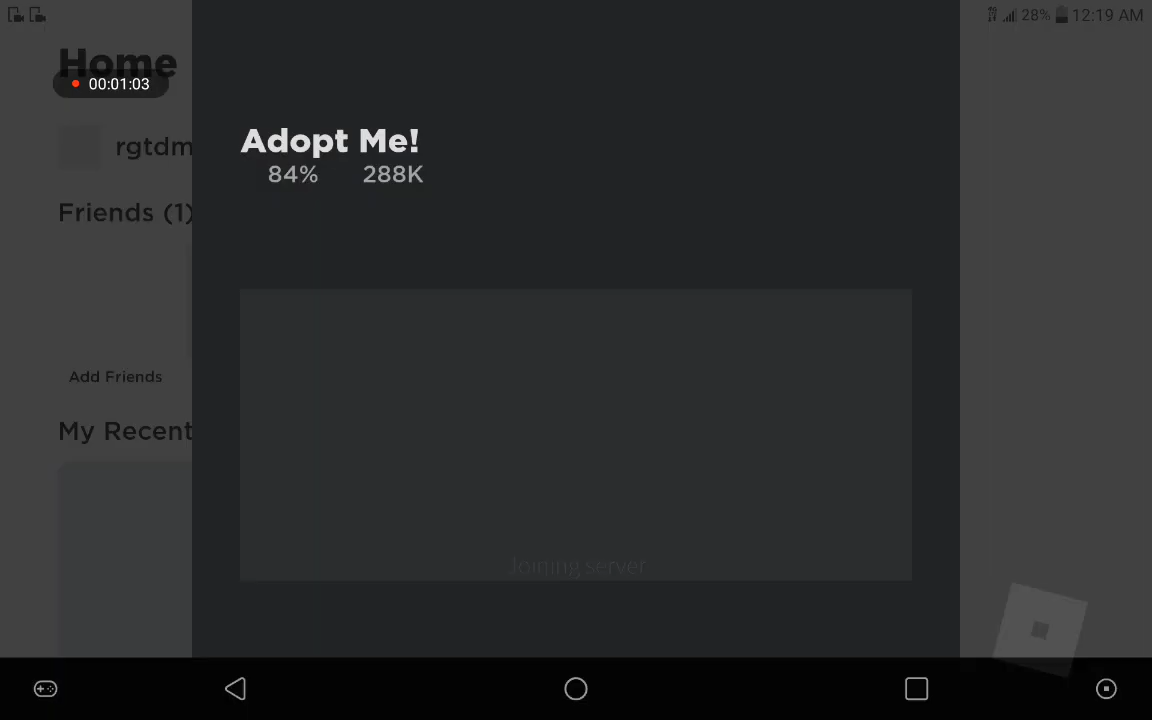 28% 12:19 AM
Home
00:01:03
Adopt Me!
rgtdm
84% 288K
Friends (1)
Add Friends
My Recent
Joining server